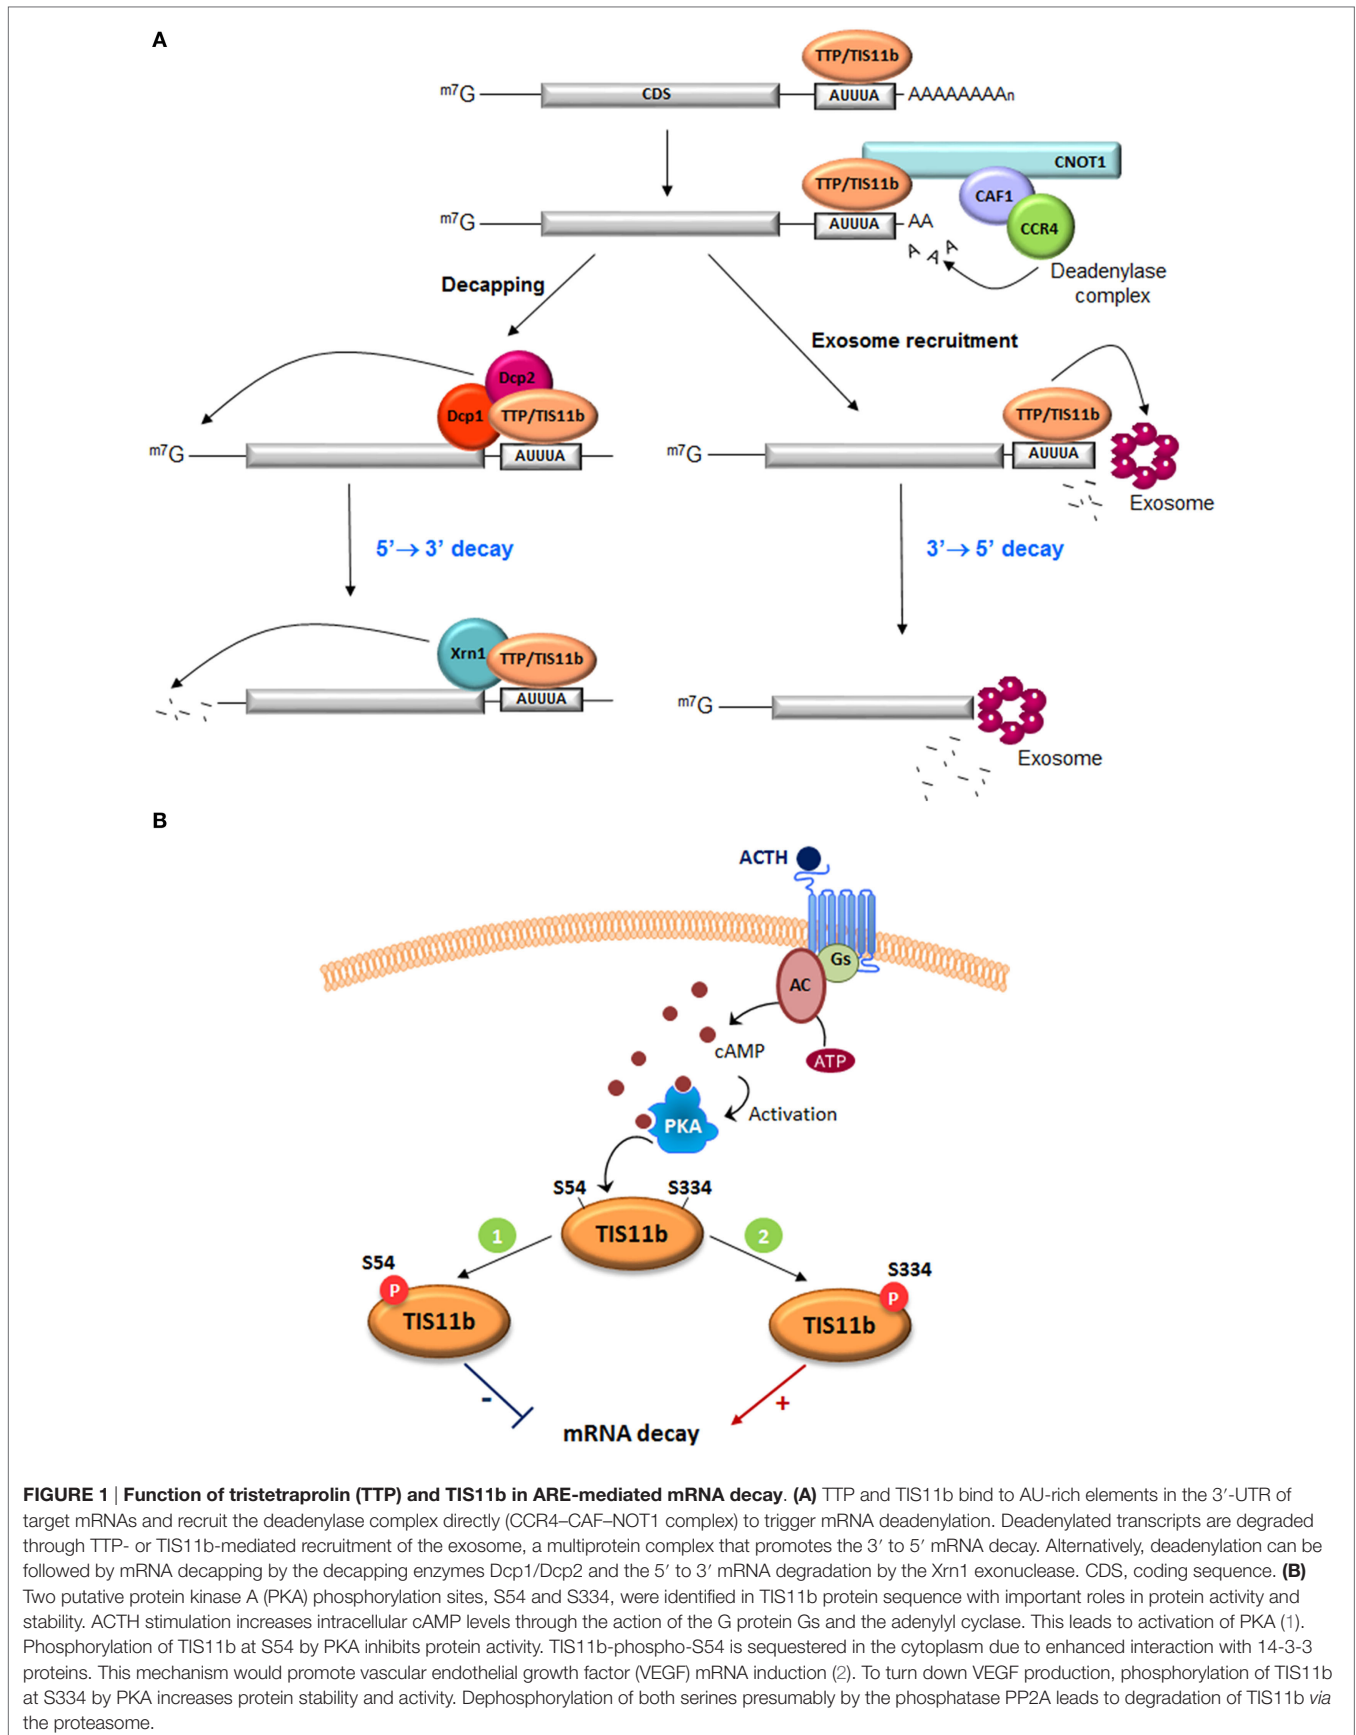 A
TTP/TIS11b
m7G CDS AUUUA AAAAAAAAn
CNOT1
TTP/TIS11b
CAF1
m7G AUUUA AA
CCR4
A A A
Deadenylase
complex
Decapping
Exosome recruitment
Dcp2
Dcp1 TTP/TIS11b
TTP/TIS11b
m7G AUUUA
m7G AUUUA
Exosome
5’→ 3’ decay
3’→ 5’ decay
Xrn1 TTP/TIS11b
AUUUA
m7G
Exosome
B
ACTH
Gs
AC
cAMP
ATP
Activation
PKA
S54 S334
TIS11b
1 2
S54
P
TIS11b
S334
P
TIS11b
- +
mRNA decay
FIGURE 1 | Function of tristetraprolin (TTP) and TIS11b in ARE-mediated mRNA decay. (A) TTP and TIS11b bind to AU-rich elements in the 3′-UTR of
target mRNAs and recruit the deadenylase complex directly (CCR4–CAF–NOT1 complex) to trigger mRNA deadenylation. Deadenylated transcripts are degraded
through TTP- or TIS11b-mediated recruitment of the exosome, a multiprotein complex that promotes the 3′ to 5′ mRNA decay. Alternatively, deadenylation can be
followed by mRNA decapping by the decapping enzymes Dcp1/Dcp2 and the 5′ to 3′ mRNA degradation by the Xrn1 exonuclease. CDS, coding sequence. (B)
Two putative protein kinase A (PKA) phosphorylation sites, S54 and S334, were identified in TIS11b protein sequence with important roles in protein activity and
stability. ACTH stimulation increases intracellular cAMP levels through the action of the G protein Gs and the adenylyl cyclase. This leads to activation of PKA (1).
Phosphorylation of TIS11b at S54 by PKA inhibits protein activity. TIS11b-phospho-S54 is sequestered in the cytoplasm due to enhanced interaction with 14-3-3
proteins. This mechanism would promote vascular endothelial growth factor (VEGF) mRNA induction (2). To turn down VEGF production, phosphorylation of TIS11b
at S334 by PKA increases protein stability and activity. Dephosphorylation of both serines presumably by the phosphatase PP2A leads to degradation of TIS11b via
the proteasome.